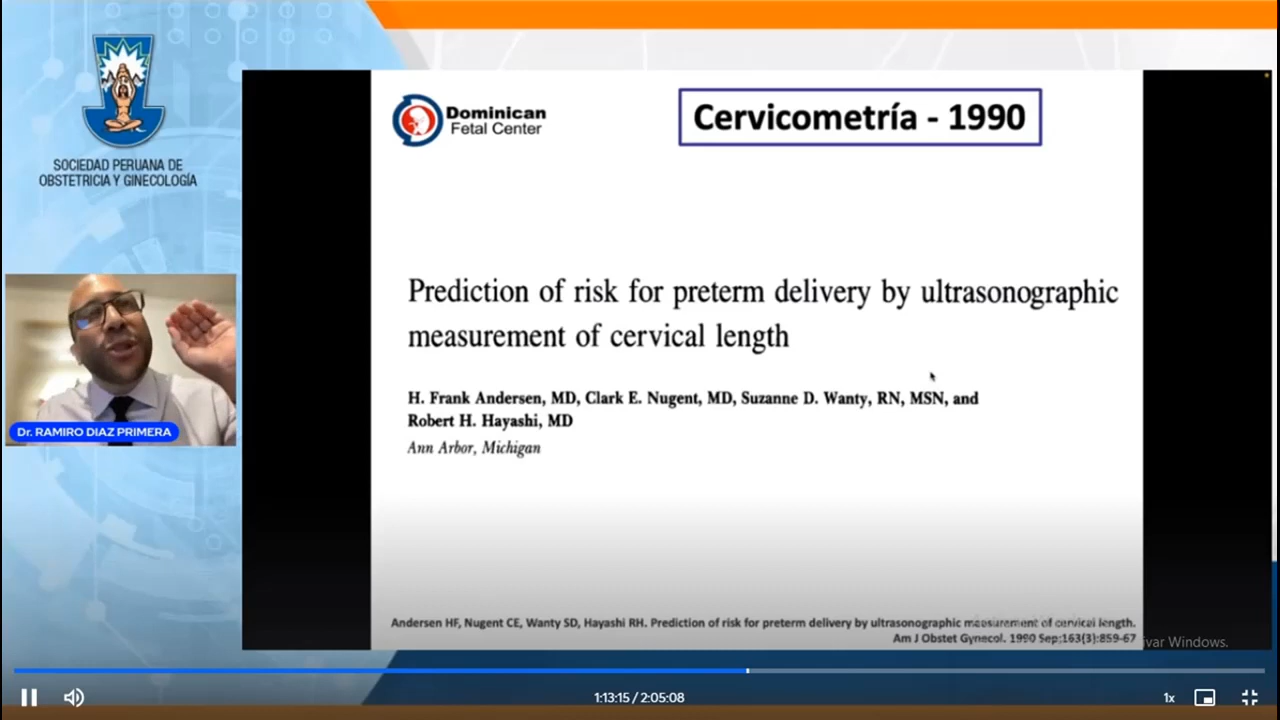 SOCIEDAD PERUANA DE
OBSTETRICIA Y GINECOLOGÍA
Dr. RAMIRO DIAZ PRIMERA
Dominican
Fetal Center
Cervicometría - 1990
Prediction of risk for preterm delivery by ultrasonographic
measurement of cervical length
H. Frank Andersen, MD, Clark E. Nugent, MD, Suzanne D. Wanty, RN, MSN, and
Robert H. Hayashi, MD
Ann Arbor, Michigan
Andersen HF, Nugent CE, Wanty SD, Hayashi RH. Prediction of risk for preterm delivery by ultrasonographic measurement of cervical length.
Am J Obstet Gynecol. 1990 Sep;163(3):859-67
Windows.
1:13:15 / 2:05:08
1x